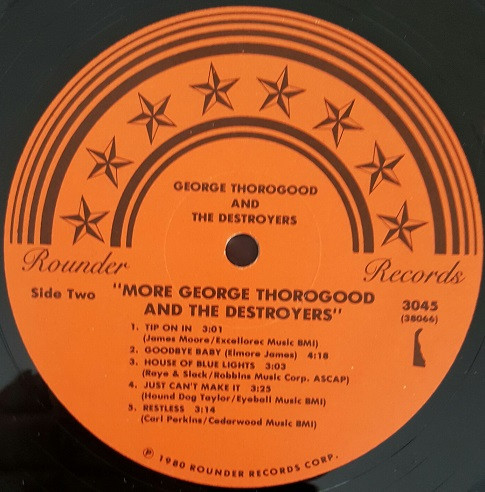 GEORGE THOROGOOD
AND
THE DESTROYERS
Rounder Records
Side Two
"MORE GEORGE THOROGOOD
AND THE DESTROYERS"
3045
(38066)
1. TIP ON IN 3:01
(James Moore/Excellorec Music BMI)
2. GOODBYE BABY (Elmore James) 4:18
3. HOUSE OF BLUE LIGHTS 3:03
(Raye & Slack/Robbins Music Corp. ASCAP)
4. JUST CAN'T MAKE IT 3:25
(Hound Dog Taylor/Eyeball Music BMI)
5. RESTLESS 3:14
(Carl Perkins/Cedarwood Music BMI)
℗ 1980 ROUNDER RECORDS CORP.